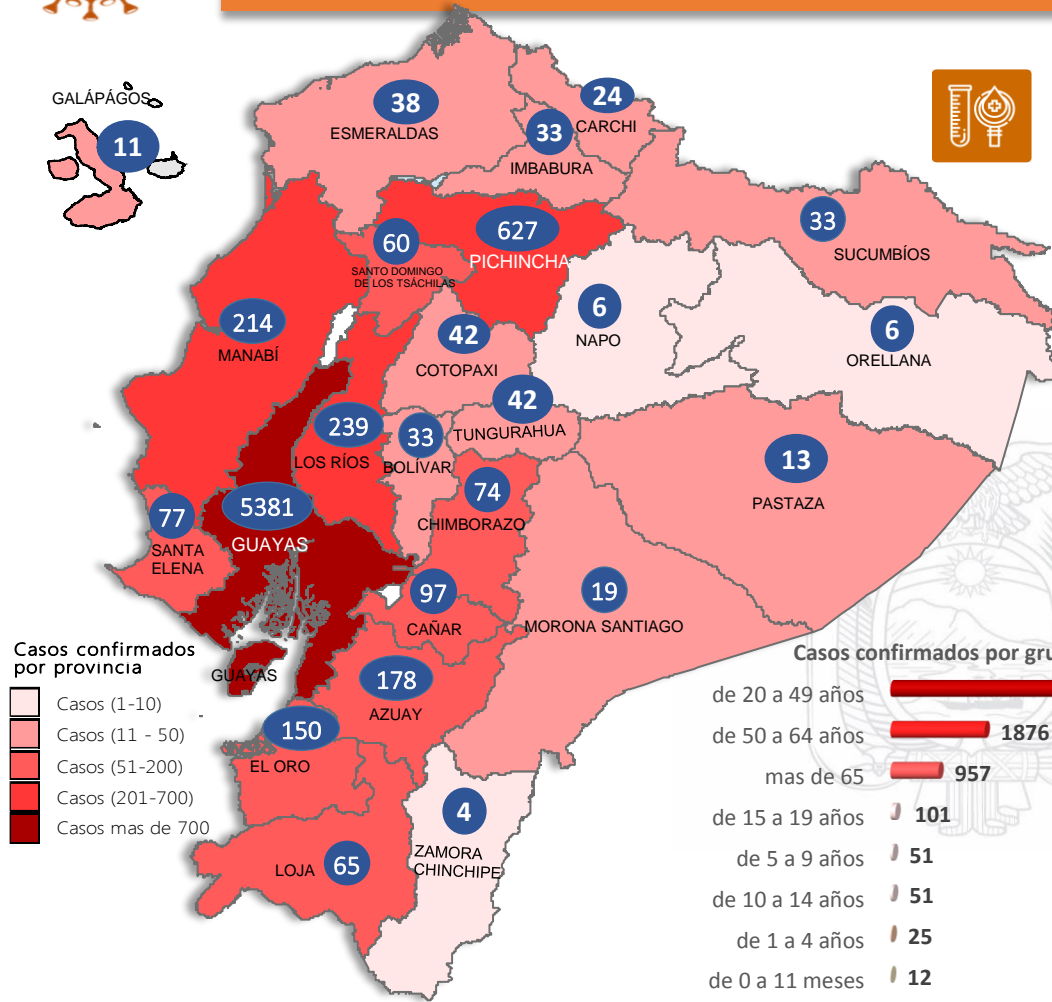 GALÁPÁGOS
11
38
ESMERALDAS
24
CARCHI
33
IMBABURA
33
SUCUMBÍOS
60
SANTO DOMINGO
DE LOS TSÁCHILAS
627
PICHINCHA
6
NAPO
6
ORELLANA
214
MANABÍ
42
COTOPAXI
42
TUNGURAHUA
239
LOS RÍOS
33
BOLÍVAR
13
PASTAZA
74
CHIMBORAZO
5381
GUAYAS
77
SANTA
ELENA
97
CAÑAR
19
MORONA SANTIAGO
GUAYAS
178
AZUAY
150
EL ORO
4
ZAMORA
CHINCHIPE
LOJA 65
Casos confirmados
por provincia
Casos (1-10)
Casos (11 - 50)
Casos (51-200)
Casos (201-700)
Casos mas de 700
Casos confirmados por gru
de 20 a 49 años
de 50 a 64 años 1876
mas de 65 957
de 15 a 19 años 101
de 5 a 9 años 51
de 10 a 14 años 51
de 1 a 4 años 25
de 0 a 11 meses 12